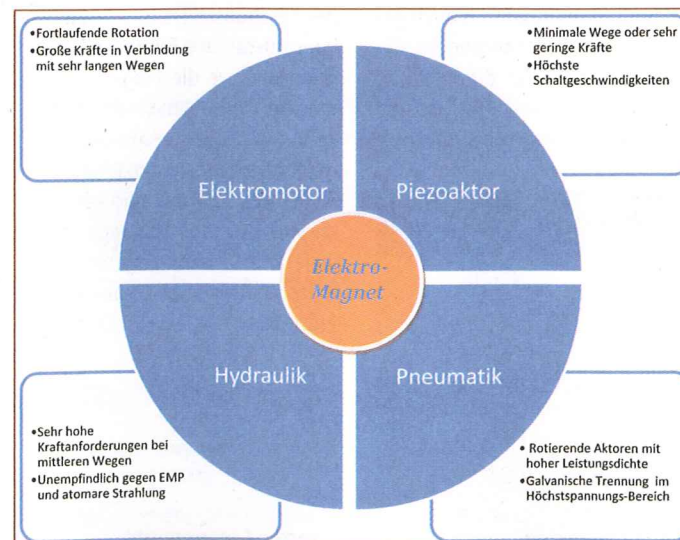 •Fortlaufende Rotation
•Große Kräfte in Verbindung
mit sehr langen Wegen
•Minimale Wege oder sehr
geringe Kräfte
•Höchste
Schaltgeschwindigkeiten
Elektromotor
Piezoaktor
Elektro-
Magnet
Hydraulik
Pneumatik
•Sehr hohe
Kraftanforderungen bei
mittleren Wegen
•Unempfindlich gegen EMP
und atomare Strahlung
• Rotierende Aktoren mit
hoher Leistungsdichte
•Galvanische Trennung im
Höchstspannungs-Bereich